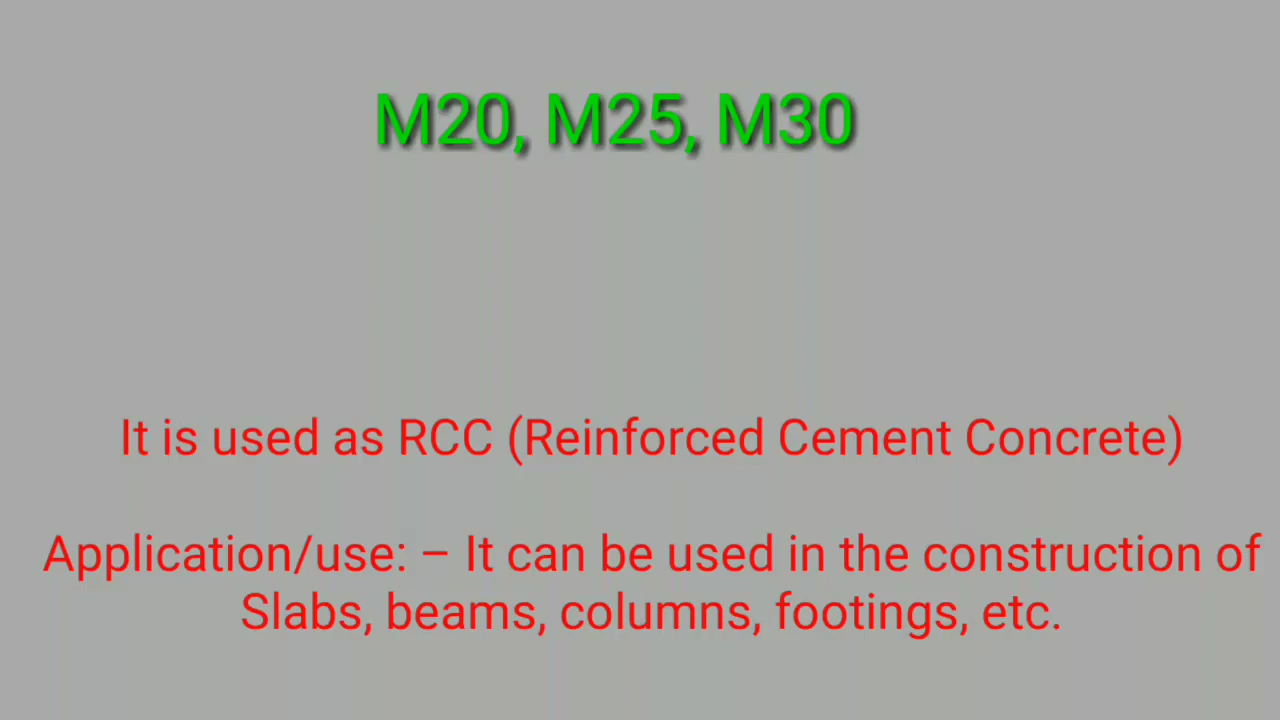 M20, M25, M30
It is used as RCC (Reinforced Cement Concrete)
Application/use: – It can be used in the construction of
Slabs, beams, columns, footings, etc.